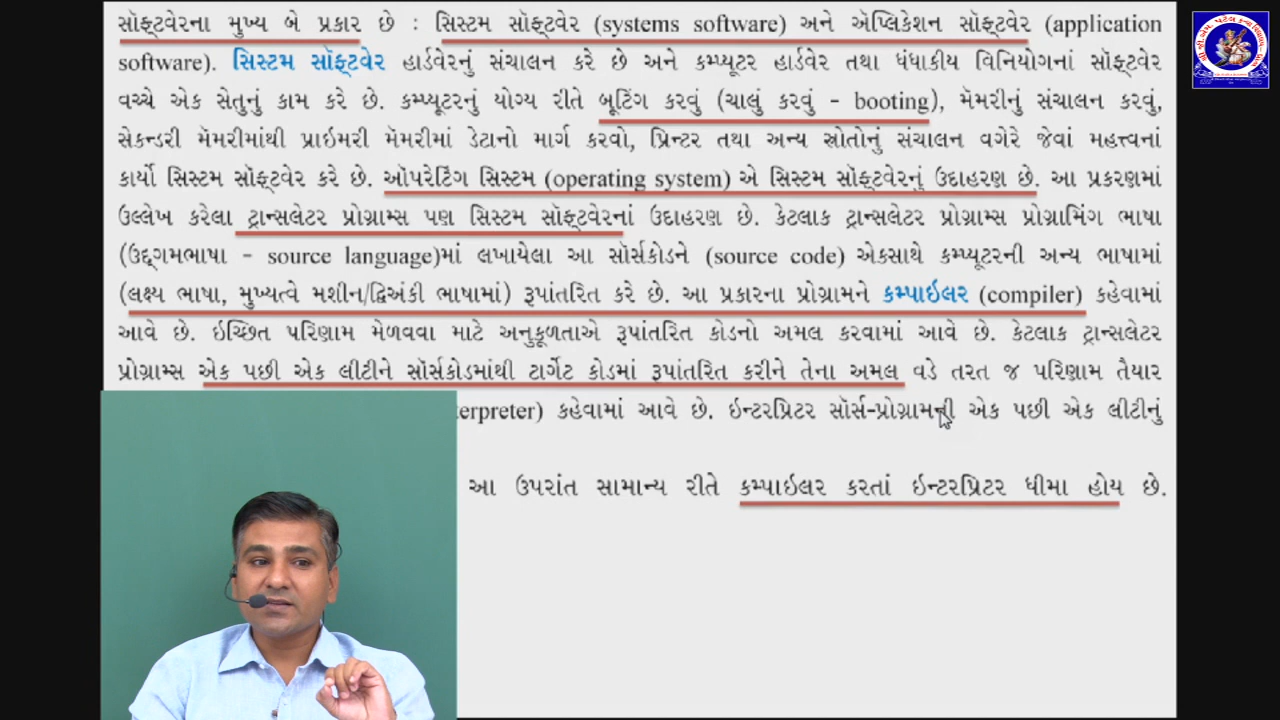 સૉફ્ટવેરના મુખ્ય બે પ્રકાર છે : સિસ્ટમ સૉફ્ટવેર (systems software) અને ઍપ્લિકેશન સૉફ્ટવેર (application
software). સિસ્ટમ સૉફ્ટવેર હાર્ડવેરનું સંચાલન કરે છે અને કમ્પ્યૂટર હાર્ડવેર તથા ધંધાકીય વિનિયોગનાં સૉફ્ટવેર
વચ્ચે એક સેતુનું કામ કરે છે. કમ્પ્યૂટરનું યોગ્ય રીતે બૂટિંગ કરવું (ચાલું કરવું - booting), મૅમરીનું સંચાલન કરવું,
સેકન્ડરી મૅમરીમાંથી પ્રાઇમરી મૅમરીમાં ડેટાનો માર્ગ કરવો, પ્રિન્ટર તથા અન્ય સ્રોતોનું સંચાલન વગેરે જેવાં મહત્ત્વનાં
કાર્યો સિસ્ટમ સૉફ્ટવેર કરે છે. ઑપરેટિંગ સિસ્ટમ (operating system) એ સિસ્ટમ સૉફ્ટવેરનું ઉદાહરણ છે. આ પ્રકરણમાં
ઉલ્લેખ કરેલા ટ્રાન્સલેટર પ્રોગ્રામ્સ પણ સિસ્ટમ સૉફ્ટવેરનાં ઉદાહરણ છે. કેટલાક ટ્રાન્સલેટર પ્રોગ્રામ્સ પ્રોગ્રામિંગ ભાષા
(ઉદ્ગમભાષા - source language)માં લખાયેલા આ સૉર્સકોડને (source code) એકસાથે કમ્પ્યૂટરની અન્ય ભાષામાં
(લક્ષ્ય ભાષા, મુખ્યત્વે મશીન/દ્વિઅંકી ભાષામાં) રૂપાંતરિત કરે છે. આ પ્રકારના પ્રોગ્રામને કમ્પાઇલર (compiler) કહેવામાં
આવે છે. ઇચ્છિત પરિણામ મેળવવા માટે અનુકૂળતાએ રૂપાંતરિત કોડનો અમલ કરવામાં આવે છે. કેટલાક ટ્રાન્સલેટર
પ્રોગ્રામ્સ એક પછી એક લીટીને સૉર્સકોડમાંથી ટાર્ગેટ કોડમાં રૂપાંતરિત કરીને તેના અમલ વડે તરત જ પરિણામ તૈયાર
terpreter) કહેવામાં આવે છે. ઇન્ટરપ્રિટર સૉર્સ-પ્રોગ્રામની એક પછી એક લીટીનું
આ ઉપરાંત સામાન્ય રીતે કમ્પાઇલર કરતાં ઇન્ટરપ્રિટર ધીમા હોય છે.